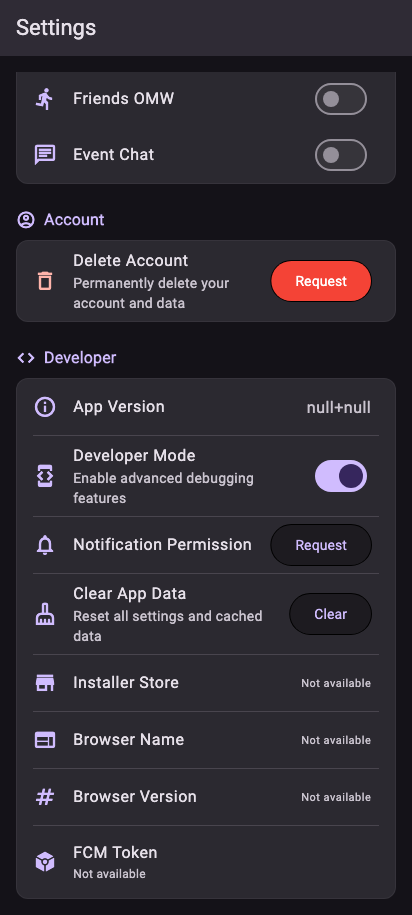 Settings
Friends OMW
Event Chat
Account
Delete Account
Permanently delete your
account and data
Request
Developer
App Version
null+null
Developer Mode
Enable advanced debugging
features
Notification Permission
Request
Clear App Data
Reset all settings and cached
data
Clear
Installer Store
Not available
Browser Name
Not available
Browser Version
Not available
FCM Token
Not available